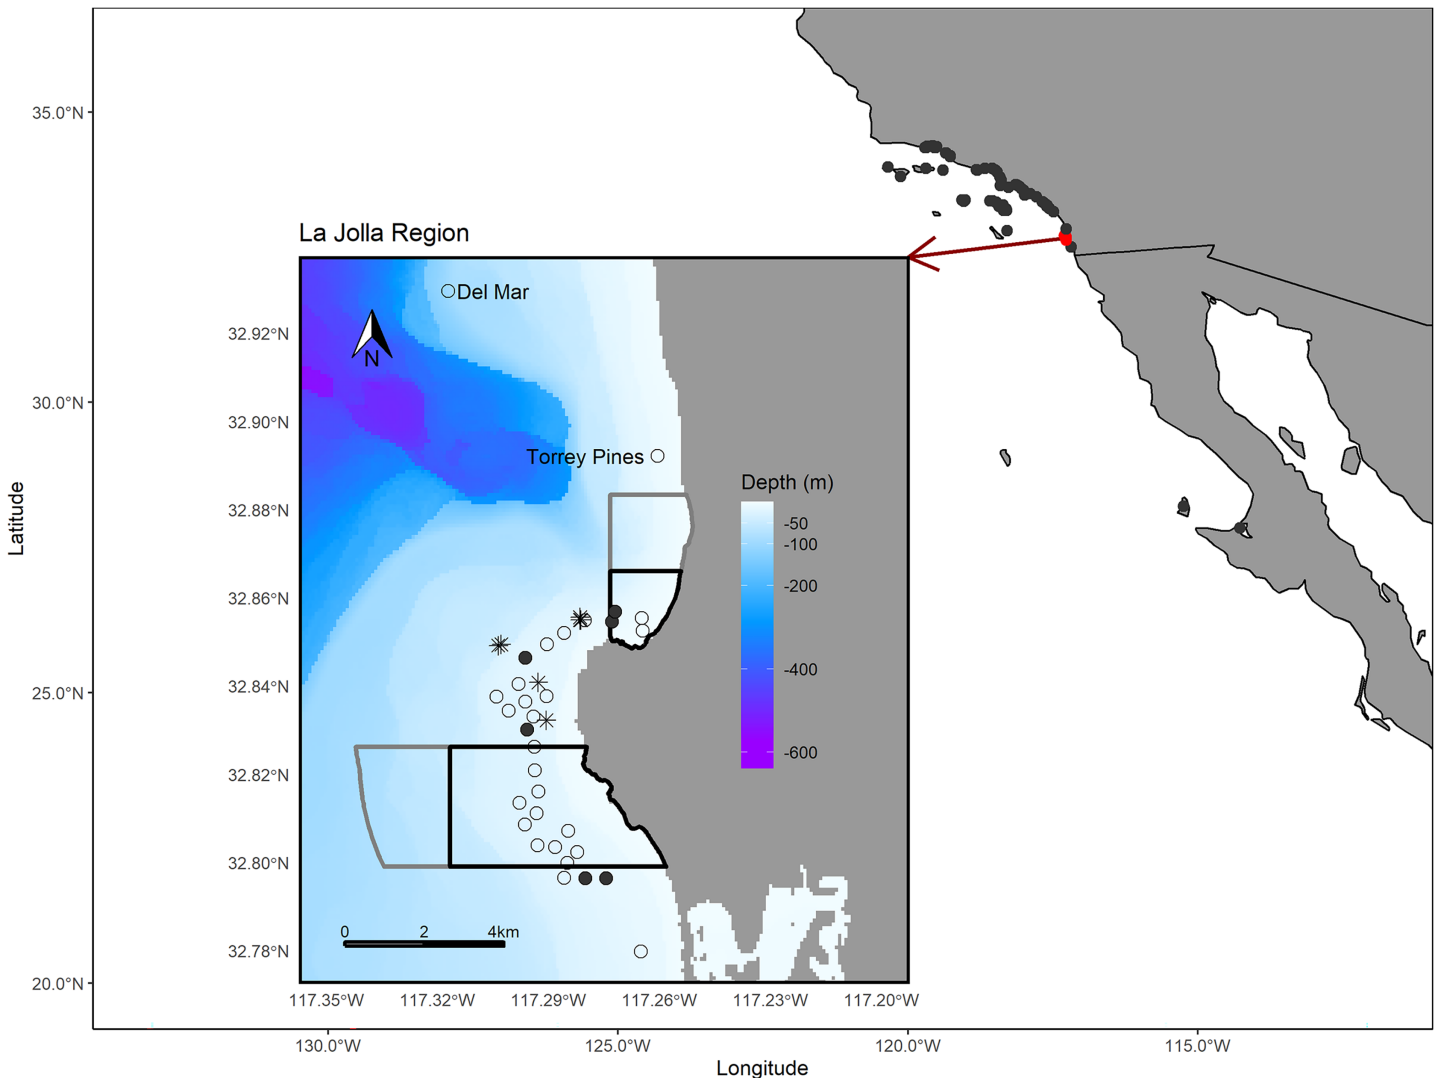 35.0°N
30.0°N
25.0°N
20.0°N
Latitude
130.0°W
125.0°W
120.0°W
115.0°W
Longitude
La Jolla Region
Del Mar
N
Torrey Pines
Depth (m)
-50
-100
-200
-400
-600
32.92°N
32.90°N
32.88°N
32.86°N
32.84°N
32.82°N
32.80°N
32.78°N
0 2 4km
117.35°W 117.32°W 117.29°W 117.26°W 117.23°W 117.20°W